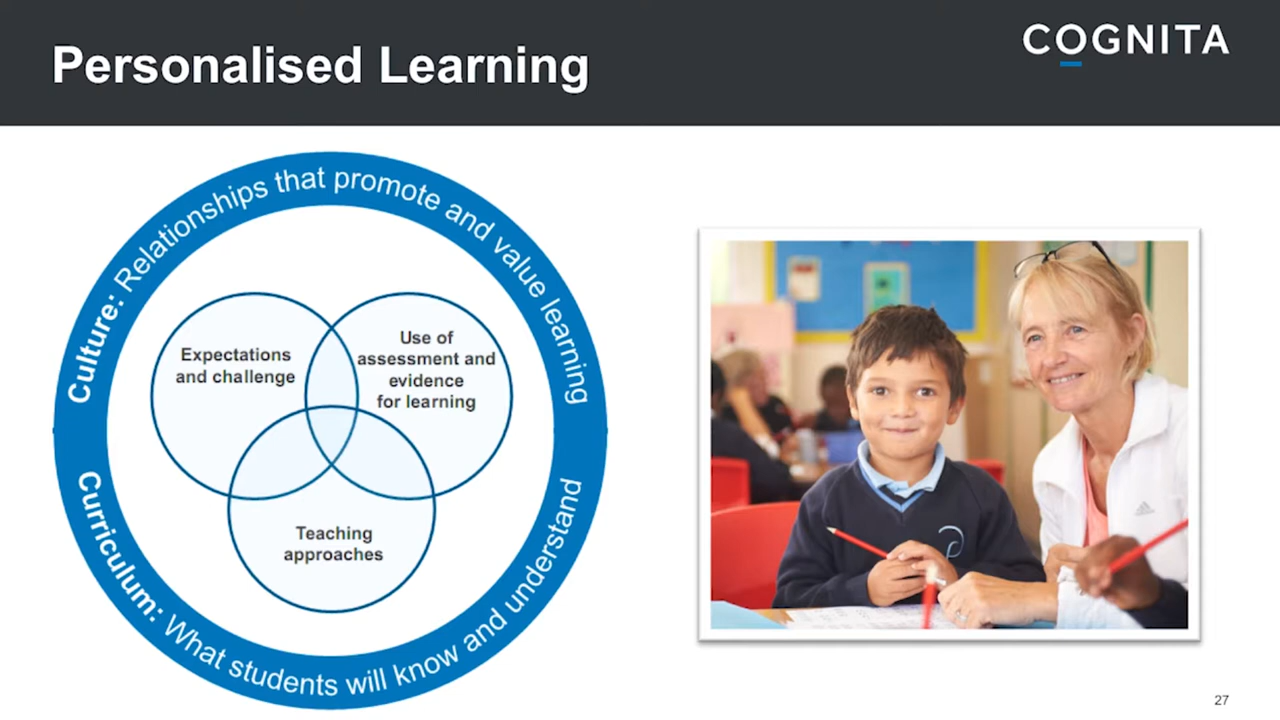 Personalised Learning
COGNITA
Culture: Relationships that promote and value learning
Expectations
and challenge
Use of
assessment and
evidence
for learning
Teaching
approaches
Curriculum: What students will know and understand
27